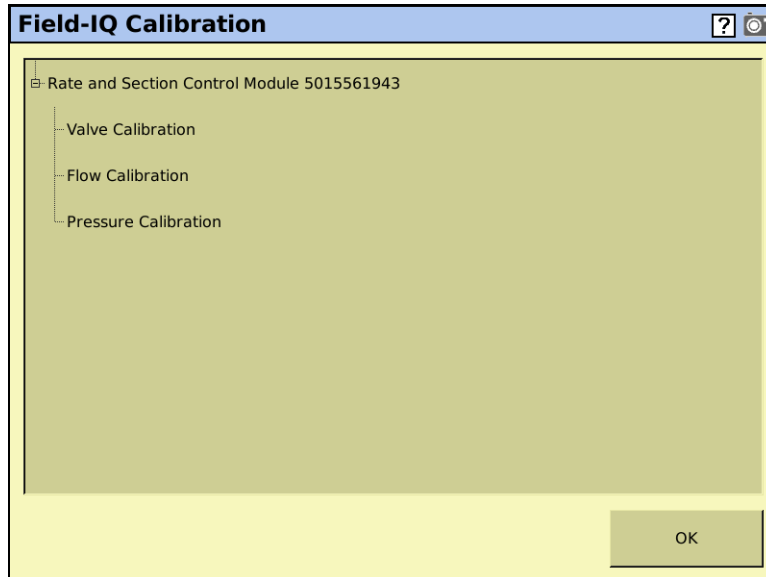 Field-IQ Calibration ?
Rate and Section Control Module 5015561943
Valve Calibration
Flow Calibration
Pressure Calibration
OK